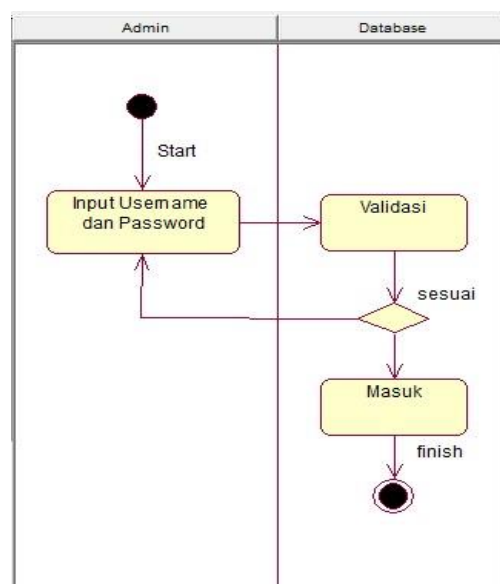 Admin
Database
Start
Input Username
dan Password
Validasi
sesuai
Masuk
finish